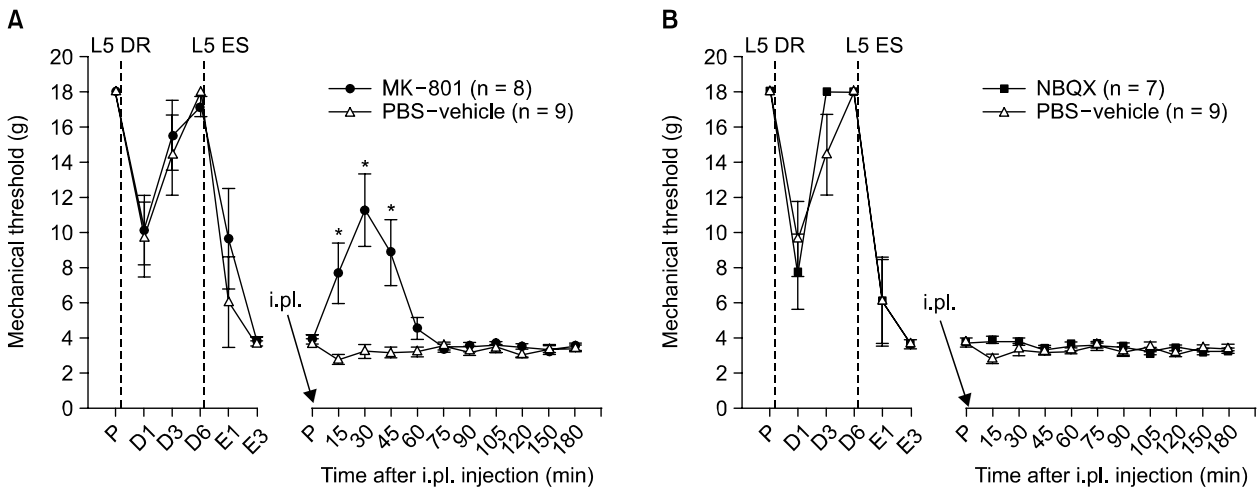 A
L5 DR
L5 ES
Mechanical threshold (g)
20
18
16
14
12
10
8
6
4
2
0
MK−801 (n = 8)
PBS−vehicle (n = 9)
*
*
*
i.pl.
P
D1
D3
D6
E1
E3
P
15
30
45
60
75
90
105
120
150
180
Time after i.pl. injection (min)
B
L5 DR
L5 ES
Mechanical threshold (g)
20
18
16
14
12
10
8
6
4
2
0
NBQX (n = 7)
PBS−vehicle (n = 9)
i.pl.
P
D1
D3
D6
E1
E3
P
15
30
45
60
75
90
105
120
150
180
Time after i.pl. injection (min)